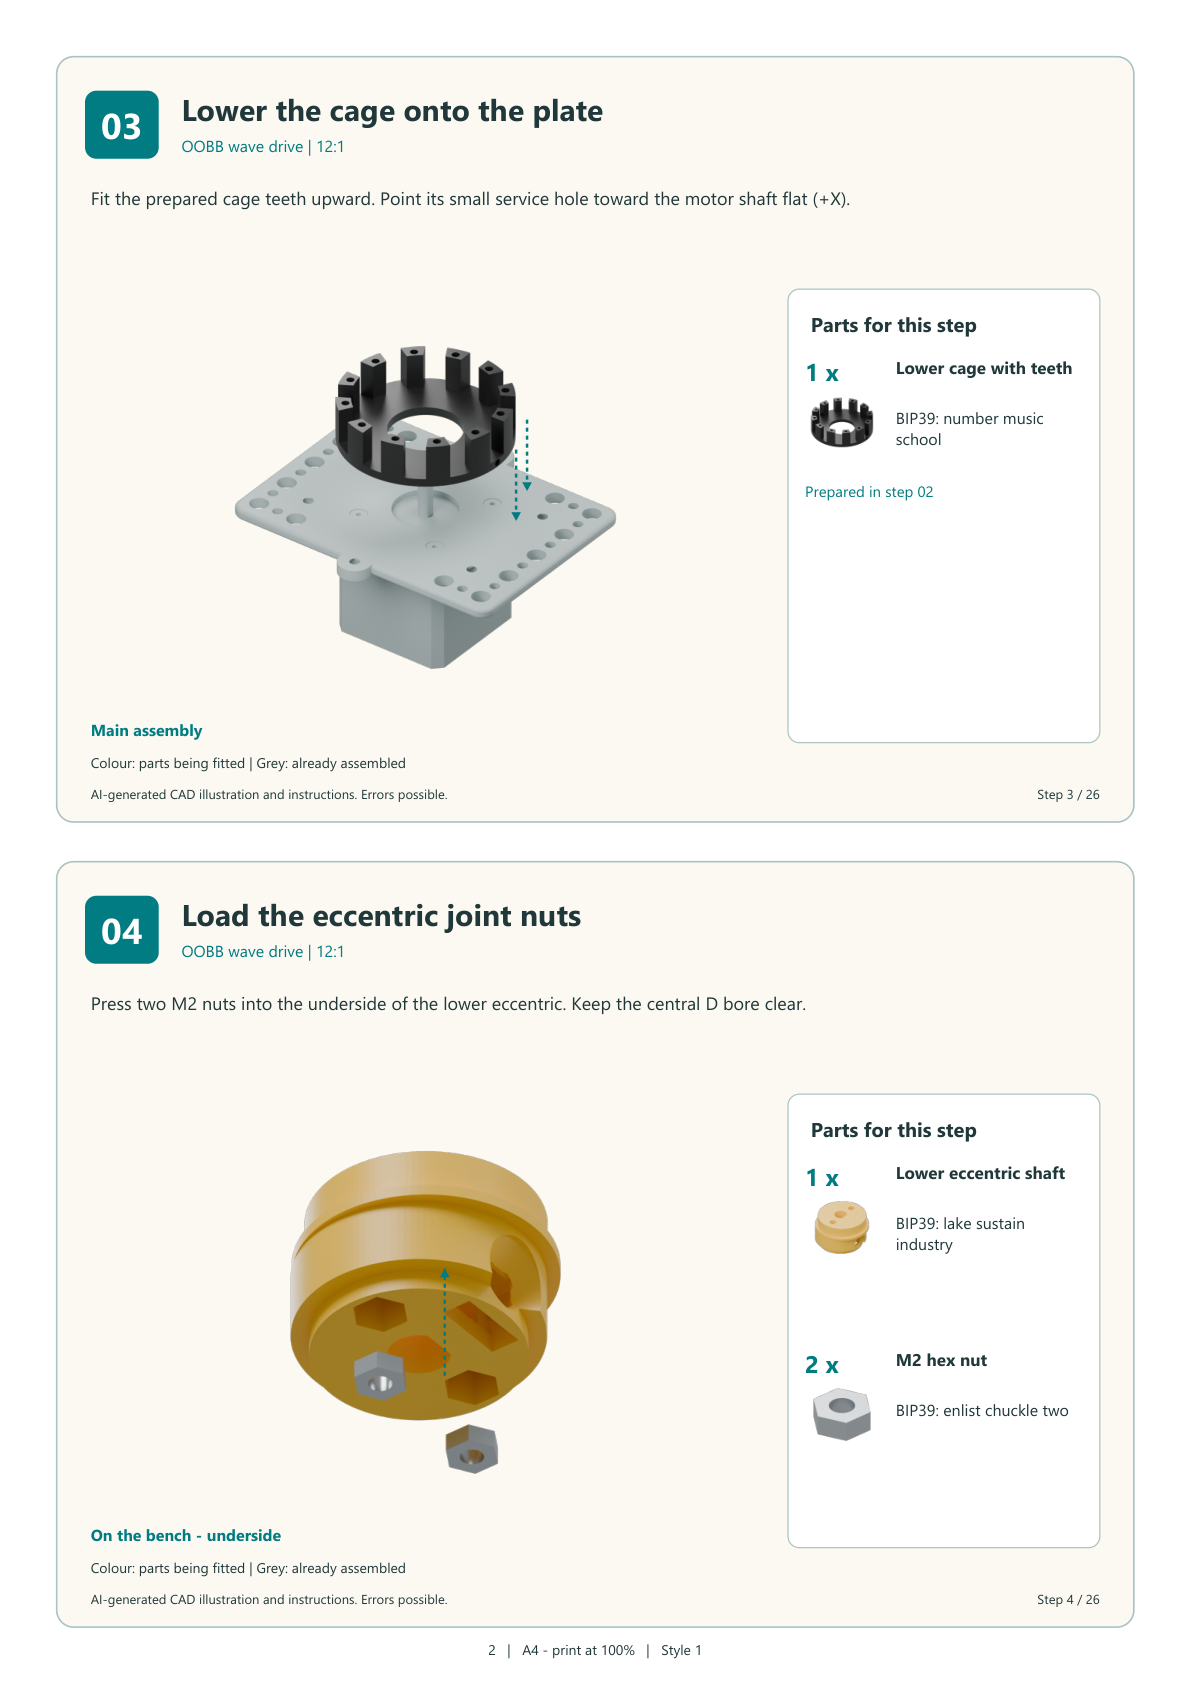 03
Lower the cage onto the plate
OOBB wave drive | 12:1
Fit the prepared cage teeth upward. Point its small service hole toward the motor shaft flat (+X).
Parts for this step
1 x
Lower cage with teeth
BIP39: number music
school
Prepared in step 02
Main assembly
Colour: parts being fitted | Grey: already assembled
AI-generated CAD illustration and instructions. Errors possible.
Step 3 / 26
04
Load the eccentric joint nuts
OOBB wave drive | 12:1
Press two M2 nuts into the underside of the lower eccentric. Keep the central D bore clear.
Parts for this step
1 x
Lower eccentric shaft
BIP39: lake sustain
industry
2 x
M2 hex nut
BIP39: enlist chuckle two
On the bench - underside
Colour: parts being fitted | Grey: already assembled
AI-generated CAD illustration and instructions. Errors possible.
Step 4 / 26
2 | A4 - print at 100% | Style 1